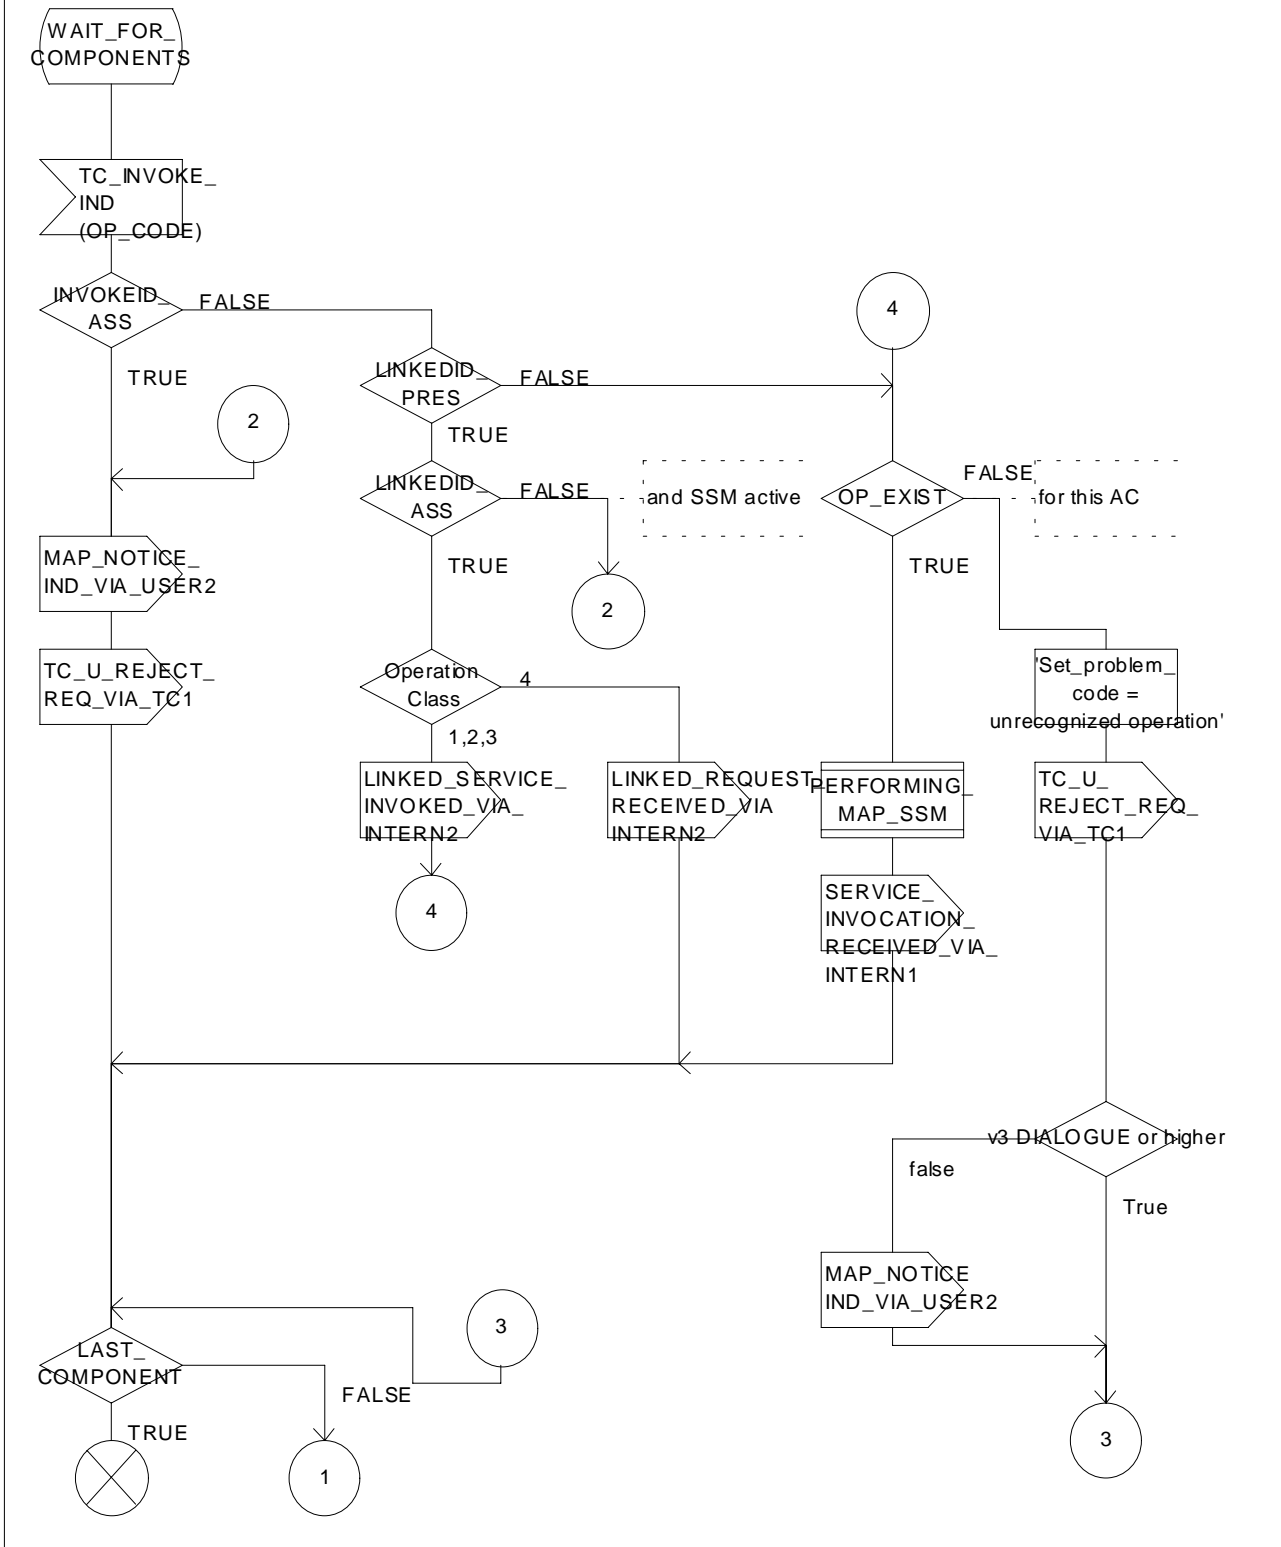 WAIT_FOR_
COMPONENTS
TC_INVOKE_
IND
(OP_CODE)
INVOKEID_
ASS
FALSE
TRUE
2
4
LINKEDID_
PRES
FALSE
TRUE
LINKEDID_
ASS
FALSE
and SSM active
TRUE
2
OP_EXIST
FALSE
for this AC
TRUE
MAP_NOTICE_
IND_VIA_USER2
TC_U_REJECT_
REQ_VIA_TC1
Operation
Class
4
1,2,3
'Set_problem_
code =
unrecognized operation'
LINKED_SERVICE_
INVOKED_VIA_
INTERN2
LINKED_REQUEST_
RECEIVED_VIA
INTERN2
PERFORMING_
MAP_SSM
TC_U_
REJECT_REQ_
VIA_TC1
4
SERVICE_
INVOCATION_
RECEIVED_VIA_
INTERN1
v3 DIALOGUE or higher
false
True
MAP_NOTICE
IND_VIA_USER2
3
LAST_
COMPONENT
FALSE
TRUE
1
3